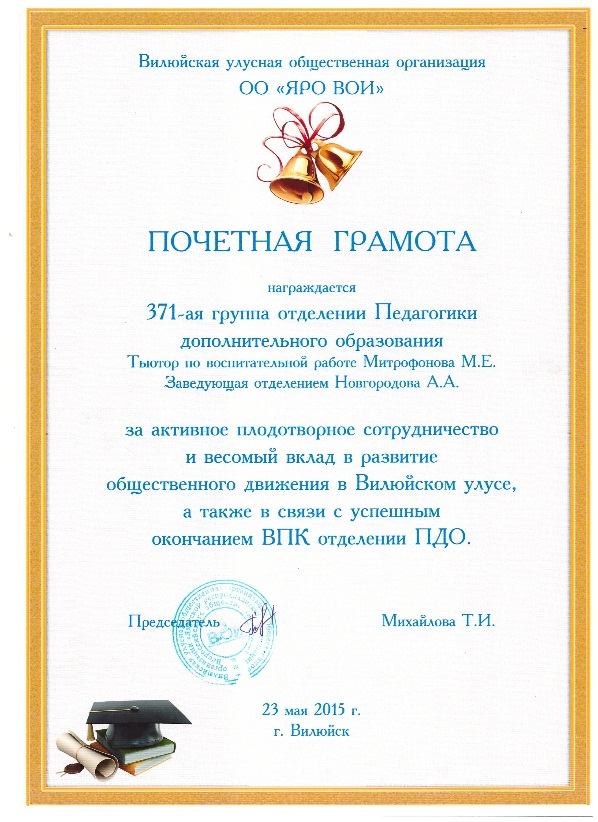 Вилюйская улусная общественная организация
ОО «ЯРО ВОИ»
ПОЧЕТНАЯ ГРАМОТА
награждается
371-ая группа отделении Педагогики
дополнительного образования
Тьютор по воспитательной работе Митрофонова М.Е.
Заведующая отделением Новгородова А.А.
за активное плодотворное сотрудничество
и весомый вклад в развитие
общественного движения в Вилюйском улусе,
а также в связи с успешным
окончанием ВПК отделении ПДО.
Председатель Михайлова Т.И.
23 мая 2015 г.
г. Вилюйск